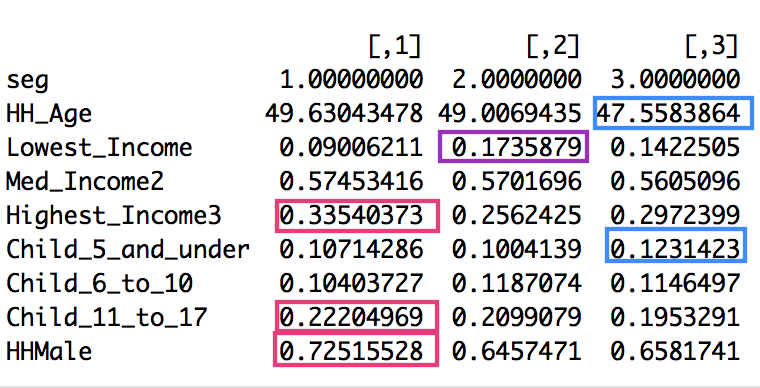 [,1] [,2] [,3]
seg 1.00000000 2.0000000 3.0000000
HH_Age 49.63043478 49.0069435 47.5583864
Lowest_Income 0.09006211 0.1735879 0.1422505
Med_Income2 0.57453416 0.5701696 0.5605096
Highest_Income3 0.33540373 0.2562425 0.2972399
Child_5_and_under 0.10714286 0.1004139 0.1231423
Child_6_to_10 0.10403727 0.1187074 0.1146497
Child_11_to_17 0.22204969 0.2099079 0.1953291
HHMale 0.72515528 0.6457471 0.6581741